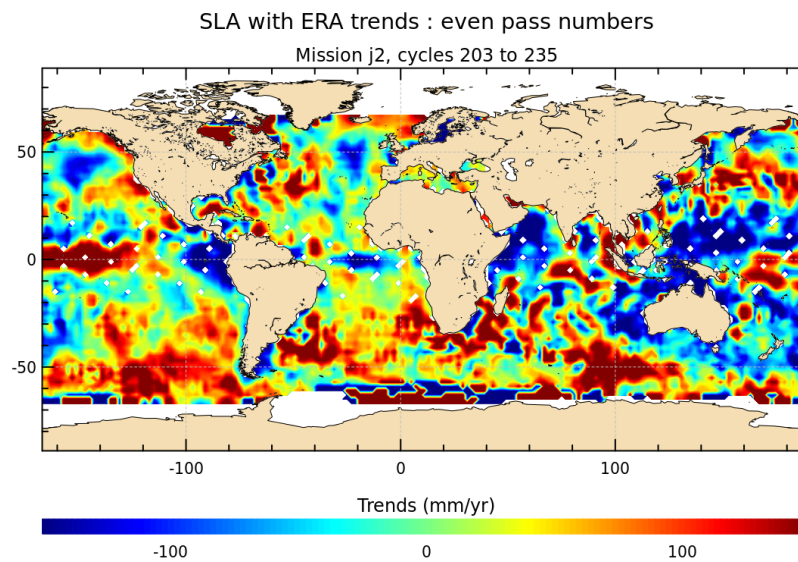 SLA with ERA trends : even pass numbers
Mission j2, cycles 203 to 235
50
0
-50
-100 0 100
Trends (mm/yr)
-100 0 100